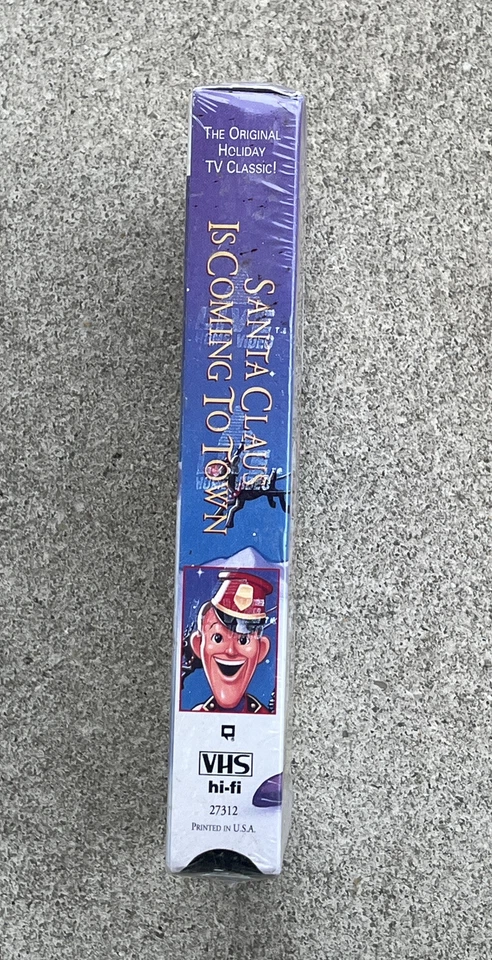 THE ORIGINAL
HOLIDAY
TV CLASSIC!
SANTA CLAUS
IS COMING TO TOWN
VHS
hi-fi
27312
PRINTED IN U.S.A.